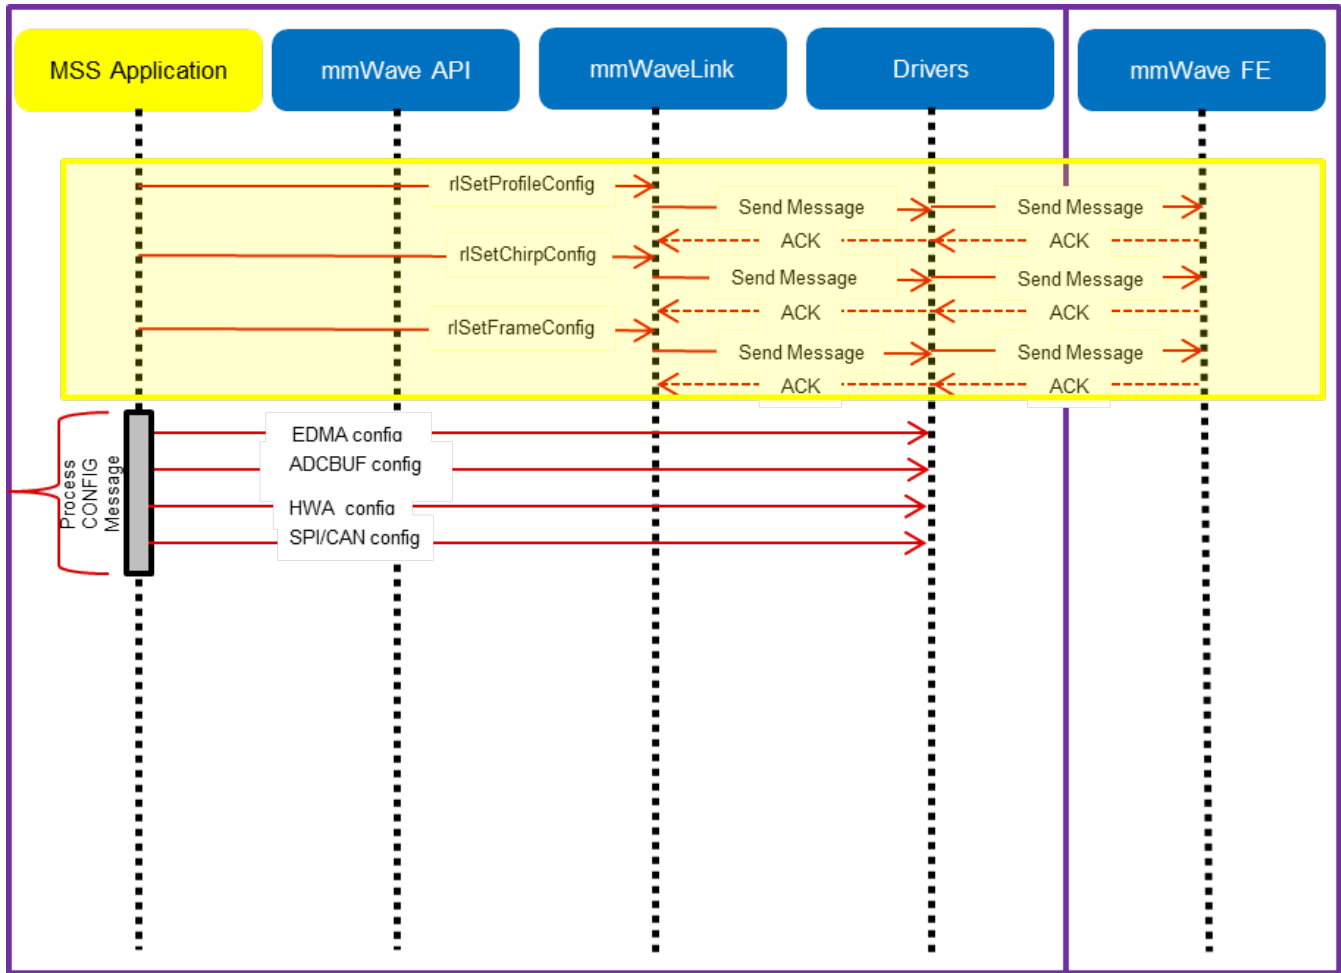 MSS Application
mmWave API
mmWaveLink
Drivers
mmWave FE
rlSetProfileConfig
Send Message
Send Message
ACK
ACK
rlSetChirpConfig
Send Message
Send Message
ACK
ACK
rlSetFrameConfig
Send Message
Send Message
ACK
ACK
Process
CONFIG
Message
EDMA config
ADCBUF config
HWA config
SPI/CAN config